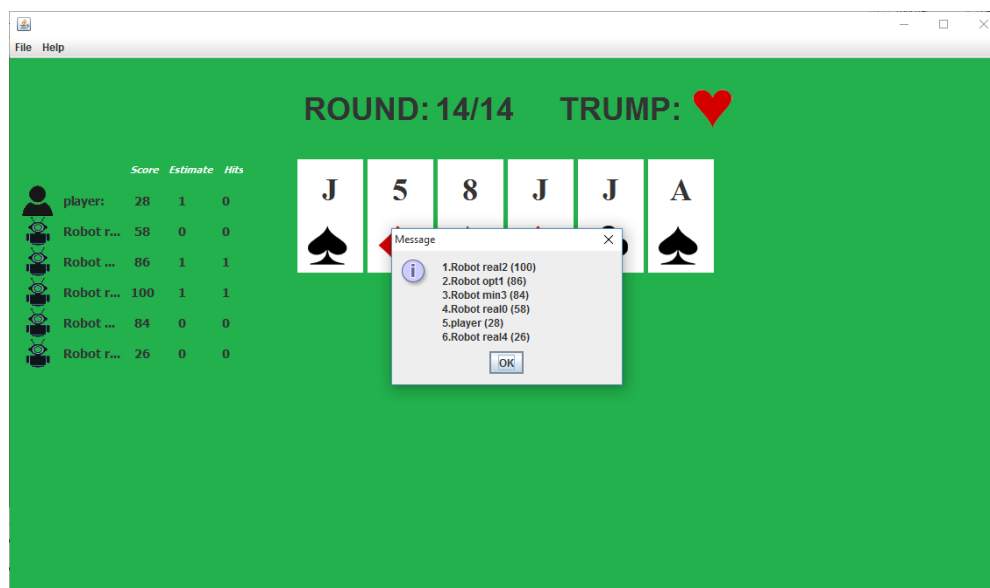 File Help
ROUND: 14/14 TRUMP:
Score Estimate Hits
player: 28 1 0
Robot r... 58 0 0
Robot ... 86 1 1
Robot r... 100 1 1
Robot ... 84 0 0
Robot r... 26 0 0
J 5 8 J J A
Message
1.Robot real2 (100)
2.Robot opt1 (86)
3.Robot min3 (84)
4.Robot real0 (58)
5.player (28)
6.Robot real4 (26)
OK